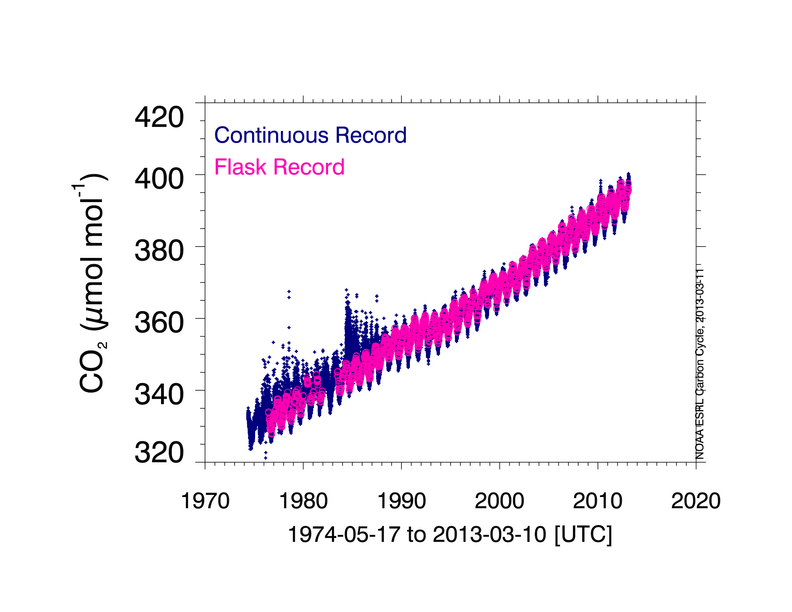 Continuous Record
Flask Record
CO₂ (µmol mol⁻¹)
420
400
380
360
340
320
1970 1980 1990 2000 2010 2020
1974-05-17 to 2013-03-10 [UTC]
NOAA ESRL Carbon Cycle, 2013-03-11